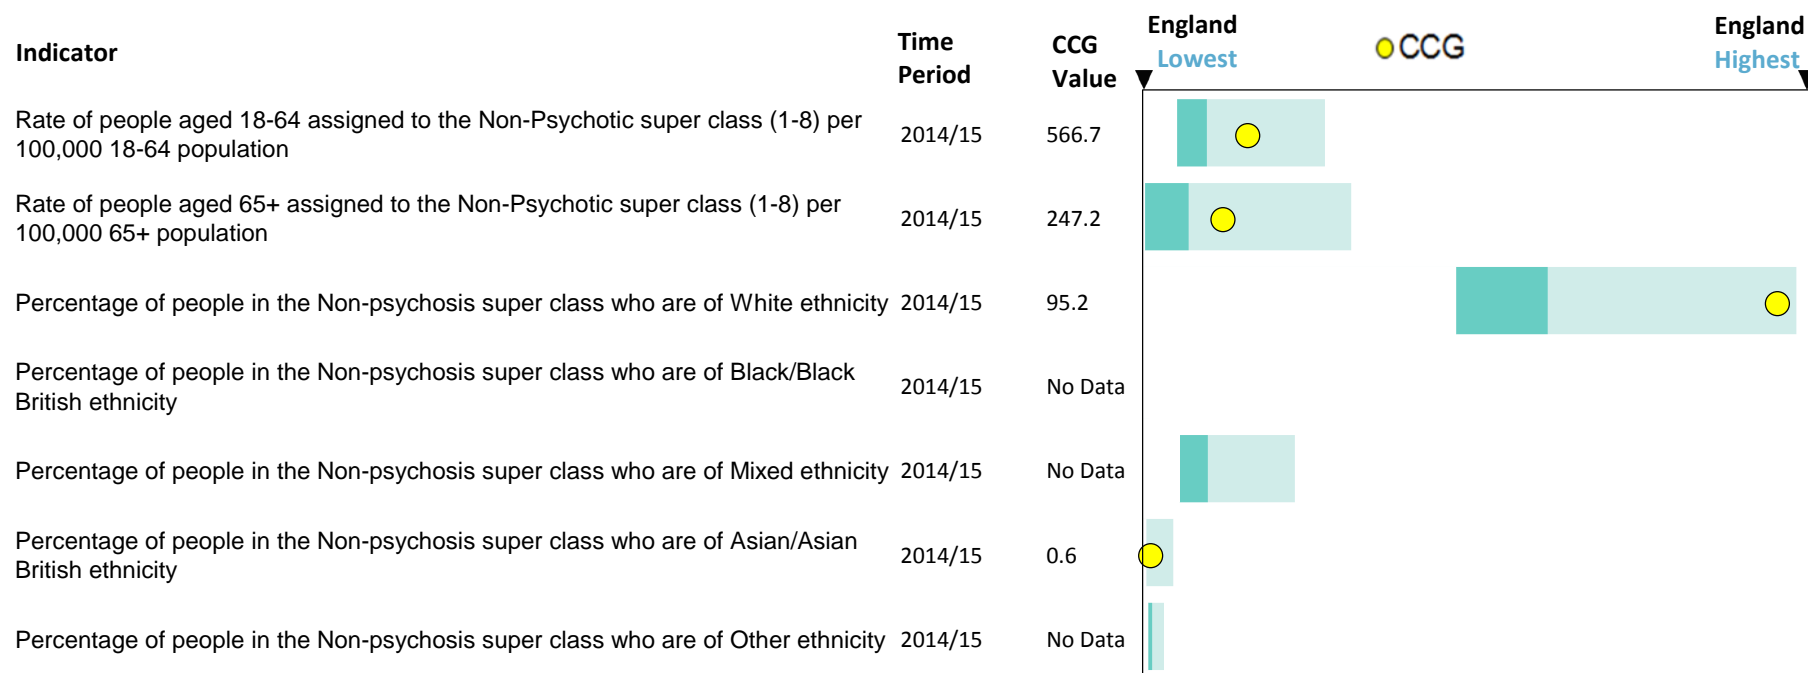 Indicator
Time
Period
CCG
Value
England
Lowest
CCG
England
Highest
Rate of people aged 18-64 assigned to the Non-Psychotic super class (1-8) per
100,000 18-64 population
2014/15
566.7
Rate of people aged 65+ assigned to the Non-Psychotic super class (1-8) per
100,000 65+ population
2014/15
247.2
Percentage of people in the Non-psychosis super class who are of White ethnicity
2014/15
95.2
Percentage of people in the Non-psychosis super class who are of Black/Black
British ethnicity
2014/15
No Data
Percentage of people in the Non-psychosis super class who are of Mixed ethnicity
2014/15
No Data
Percentage of people in the Non-psychosis super class who are of Asian/Asian
British ethnicity
2014/15
0.6
Percentage of people in the Non-psychosis super class who are of Other ethnicity
2014/15
No Data